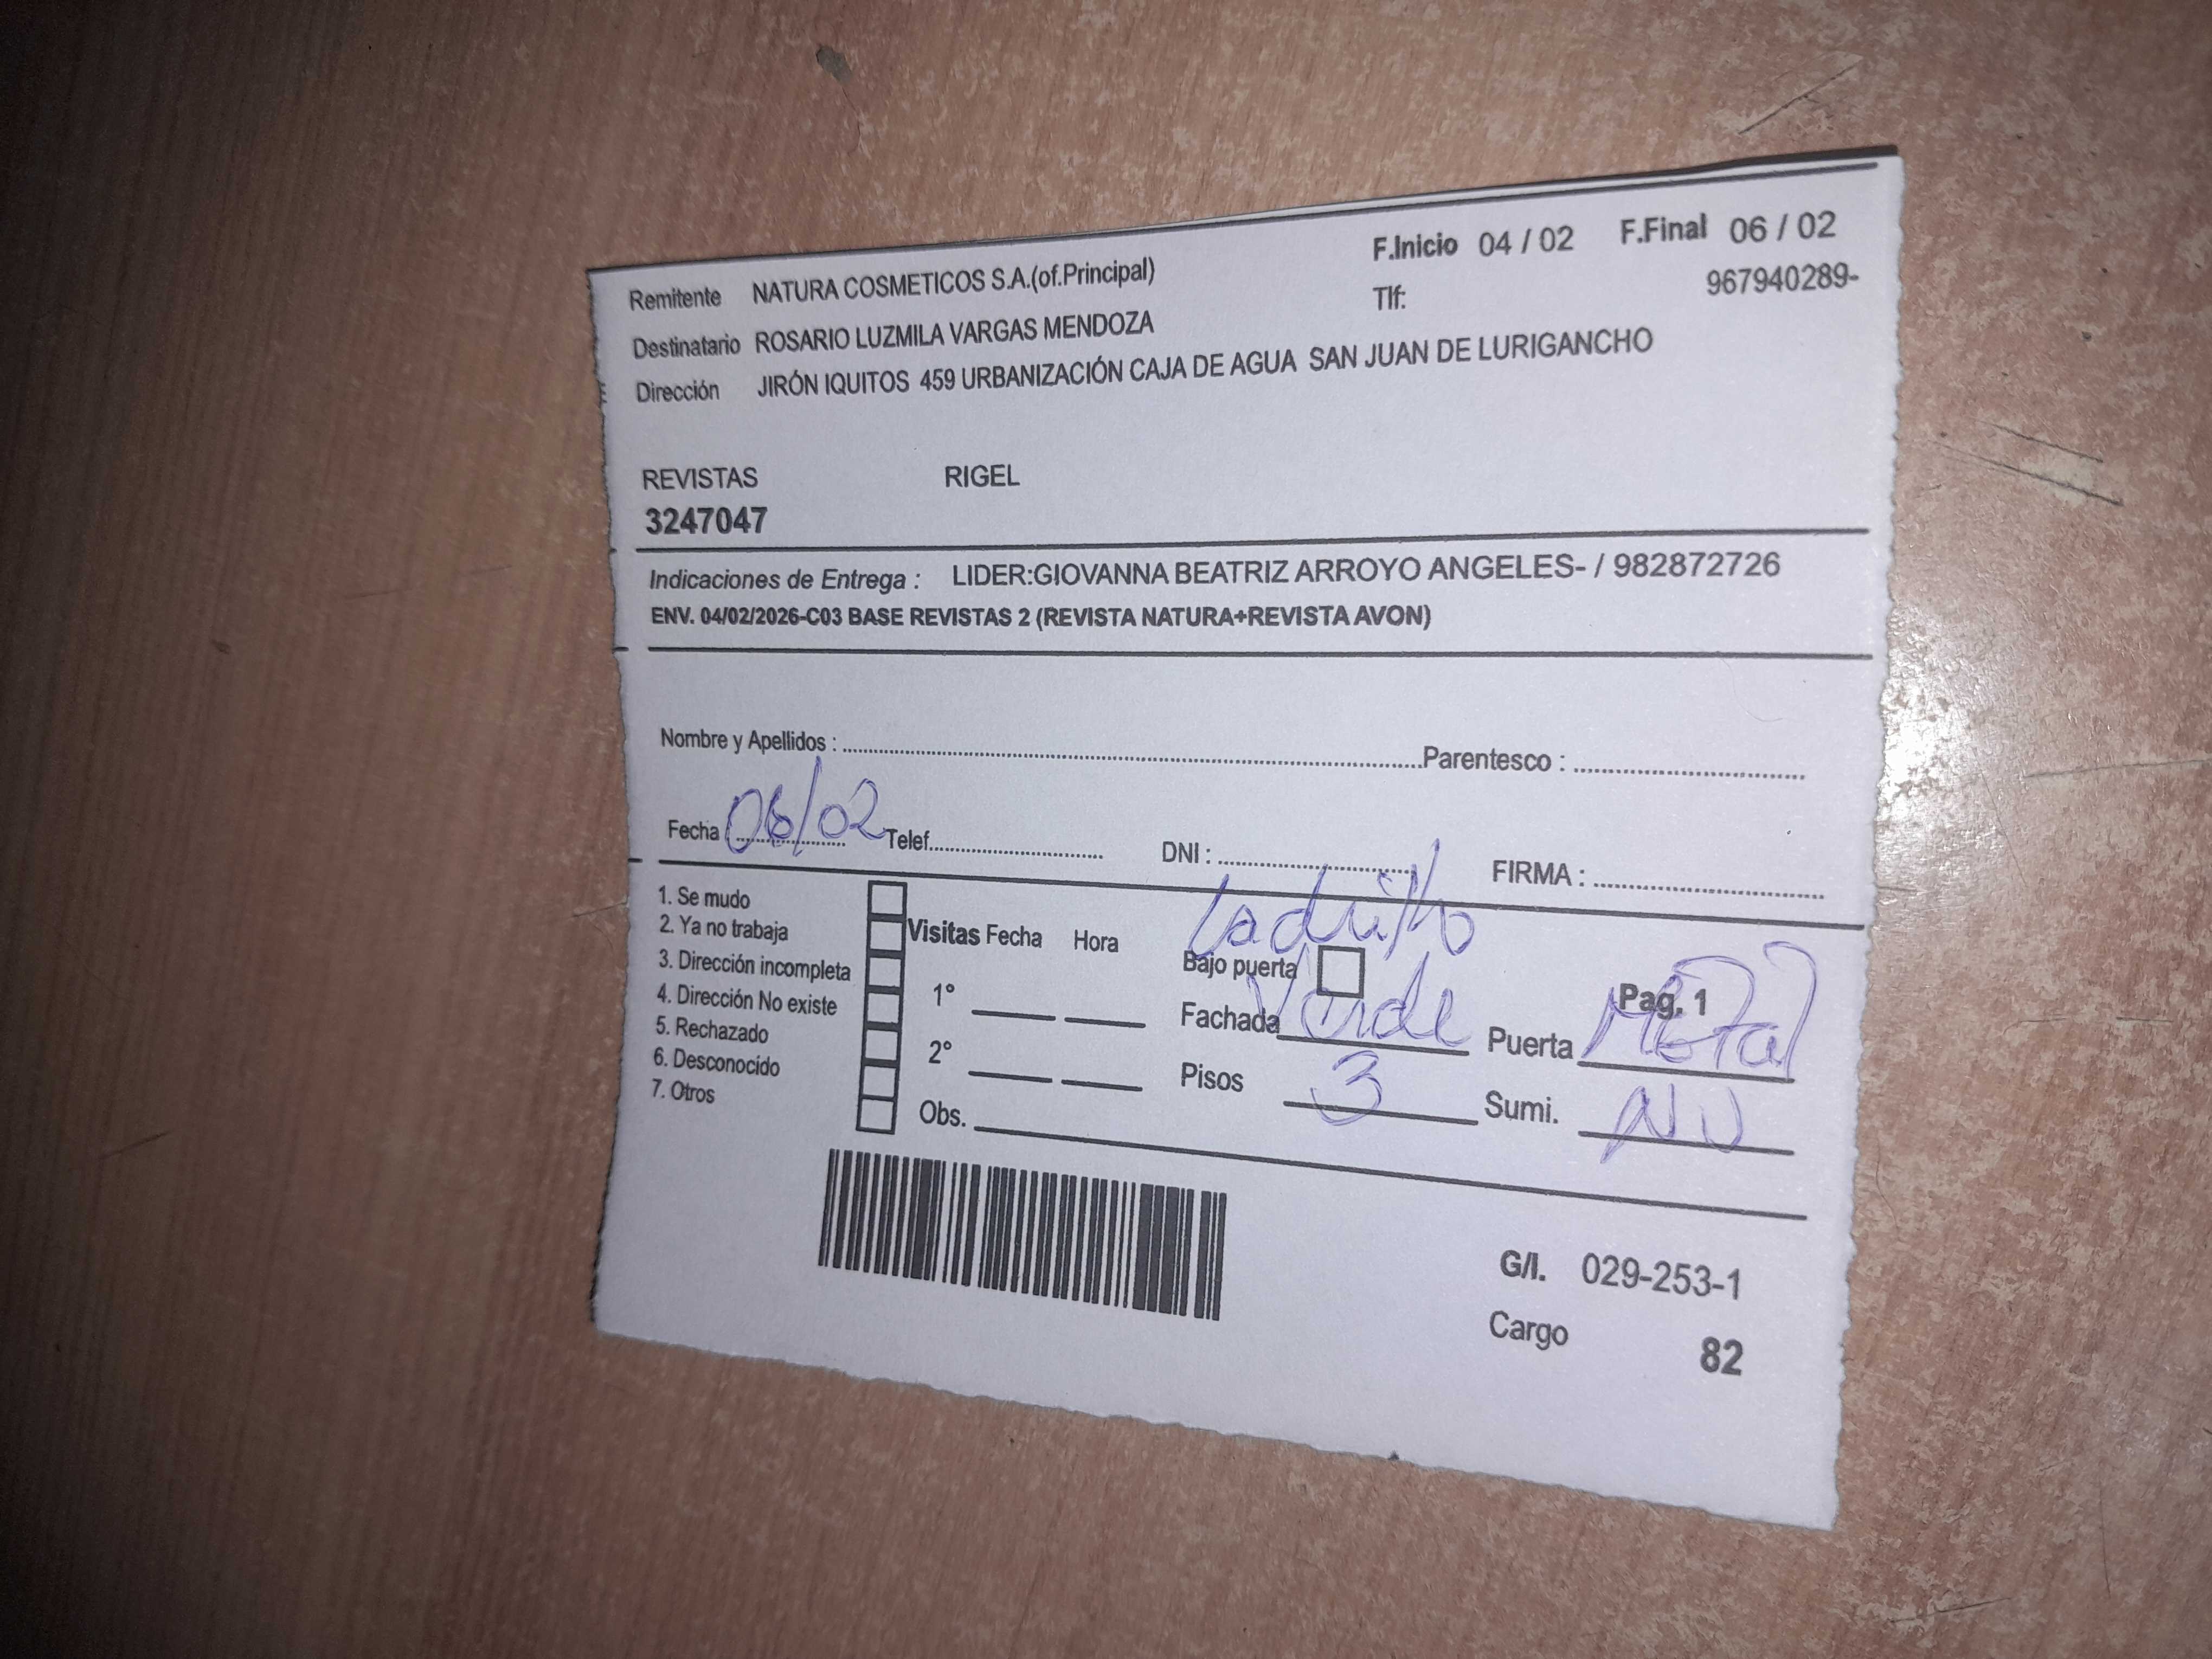 F.Inicio 04 / 02 F.Final 06 / 02
Remitente NATURA COSMETICOS S.A.(of.Principal) Tlf: 967940289-
Destinatario ROSARIO LUZMILA VARGAS MENDOZA
Dirección JIRÓN IQUITOS 459 URBANIZACIÓN CAJA DE AGUA SAN JUAN DE LURIGANCHO
REVISTAS RIGEL
3247047
Indicaciones de Entrega : LIDER:GIOVANNA BEATRIZ ARROYO ANGELES- / 982872726
ENV. 04/02/2026-C03 BASE REVISTAS 2 (REVISTA NATURA+REVISTA AVON)
Nombre y Apellidos : Parentesco :
Fecha 06/02 Telef. DNI : FIRMA :
1. Se mudo
2. Ya no trabaja
3. Dirección incompleta
4. Dirección No existe
5. Rechazado
6. Desconocido
7. Otros
Visitas Fecha Hora
1°
2°
Obs.
Ladrillo
Bajo puerta
Pag. 1
Fachada Verde Puerta Metal
Pisos 3 Sumi. NU
G/I. 029-253-1
Cargo 82